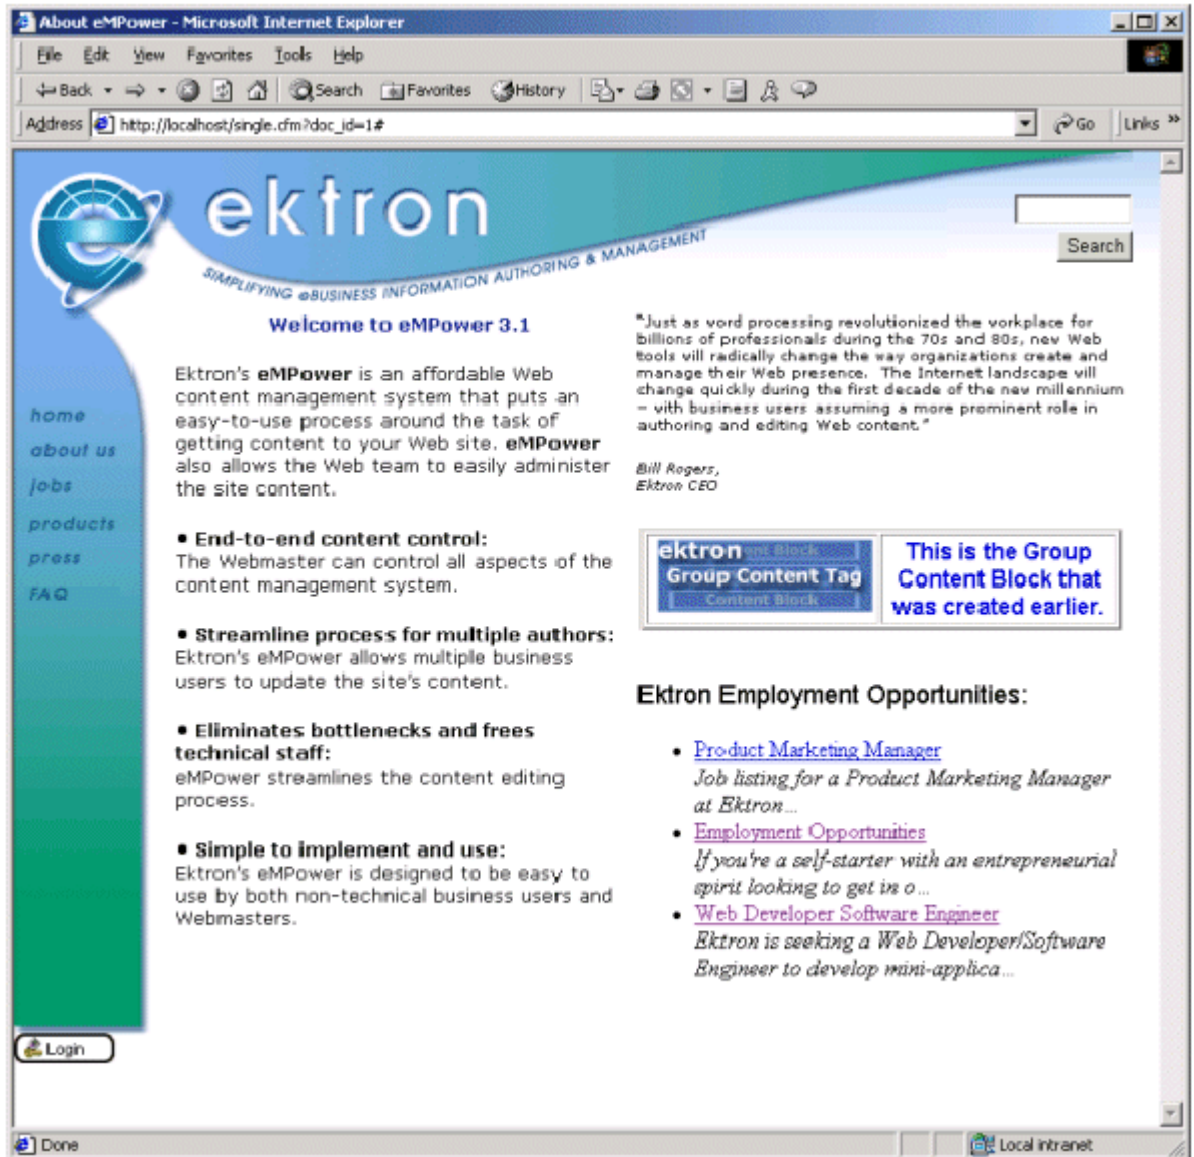 About eMPower - Microsoft Internet Explorer
File Edit View Favorites Tools Help
Back Search Favorites History
Address http://localhost/single.cfm?doc_id=1# Go Links »
ektron
SIMPLIFYING eBUSINESS INFORMATION AUTHORING & MANAGEMENT
Search
home
about us
jobs
products
press
FAQ
Login
Welcome to eMPower 3.1
Ektron's eMPower is an affordable Web
content management system that puts an
easy-to-use process around the task of
getting content to your Web site. eMPower
also allows the Web team to easily administer
the site content.
• End-to-end content control:
The Webmaster can control all aspects of the
content management system.
• Streamline process for multiple authors:
Ektron's eMPower allows multiple business
users to update the site's content.
• Eliminates bottlenecks and frees
technical staff:
eMPower streamlines the content editing
process.
• Simple to implement and use:
Ektron's eMPower is designed to be easy to
use by both non-technical business users and
Webmasters.
"Just as word processing revolutionized the workplace for
billions of professionals during the 70s and 80s, new Web
tools will radically change the way organizations create and
manage their Web presence. The Internet landscape will
change quickly during the first decade of the new millennium
– with business users assuming a more prominent role in
authoring and editing Web content."
Bill Rogers,
Ektron CEO
ektron ent Block
Group Content Tag
Content Block
This is the Group
Content Block that
was created earlier.
Ektron Employment Opportunities:
• Product Marketing Manager
Job listing for a Product Marketing Manager
at Ektron...
• Employment Opportunities
If you're a self-starter with an entrepreneurial
spirit looking to get in o...
• Web Developer Software Engineer
Ektron is seeking a Web Developer/Software
Engineer to develop mini-applica...
Done Local intranet